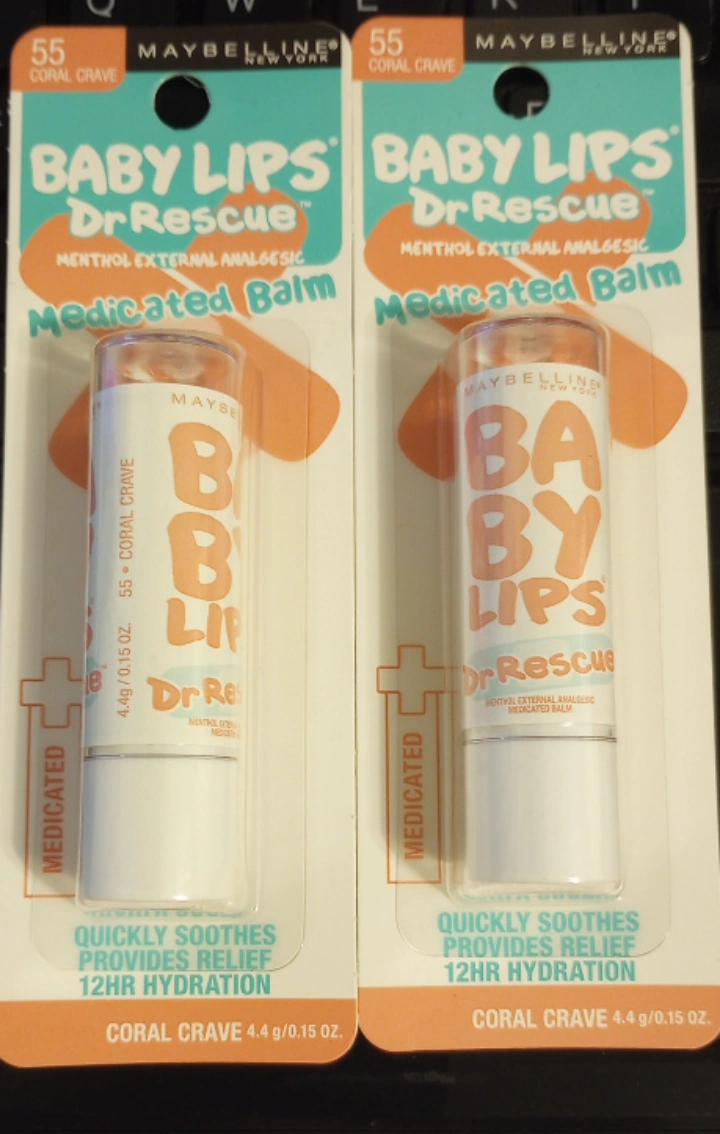 55
CORAL CRAVE
MAYBELLINE®
NEW YORK
BABY LIPS®
Dr Rescue™
MENTHOL EXTERNAL ANALGESIC
Medicated Balm
MAYBE
B
B
LIP
Dr Res
55 • CORAL CRAVE
4.4g / 0.15 OZ.
MEDICATED
QUICKLY SOOTHES
PROVIDES RELIEF
12HR HYDRATION
CORAL CRAVE 4.4 g/0.15 OZ.
55
CORAL CRAVE
MAYBELLINE®
NEW YORK
BABY LIPS®
Dr Rescue™
MENTHOL EXTERNAL ANALGESIC
Medicated Balm
MAYBELLINE®
NEW YORK
BA
BY
LIPS®
Dr Rescue
MENTHOL EXTERNAL ANALGESIC
MEDICATED BALM
MEDICATED
QUICKLY SOOTHES
PROVIDES RELIEF
12HR HYDRATION
CORAL CRAVE 4.4 g/0.15 OZ.